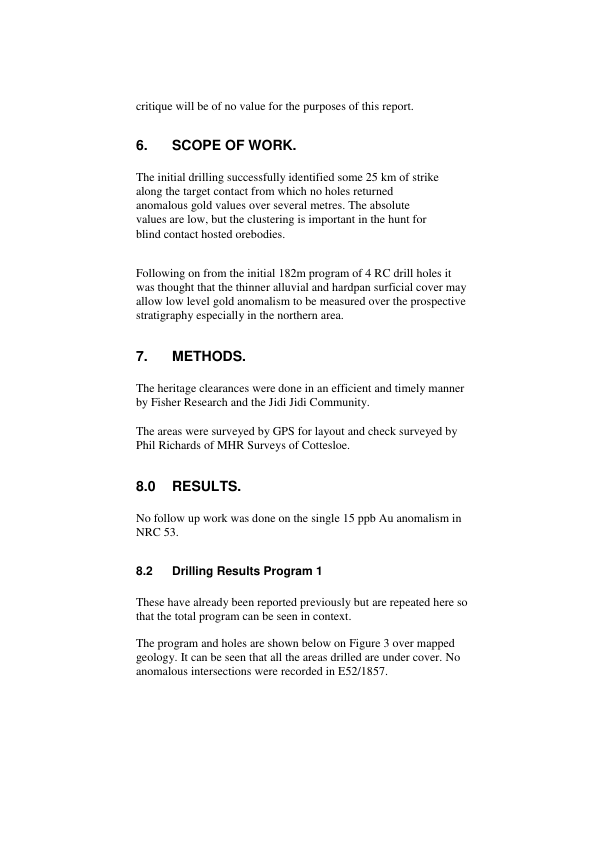 critique will be of no value for the purposes of this report.
6. SCOPE OF WORK.
The initial drilling successfully identified some 25 km of strike
along the target contact from which no holes returned
anomalous gold values over several metres. The absolute
values are low, but the clustering is important in the hunt for
blind contact hosted orebodies.
Following on from the initial 182m program of 4 RC drill holes it
was thought that the thinner alluvial and hardpan surficial cover may
allow low level gold anomalism to be measured over the prospective
stratigraphy especially in the northern area.
7. METHODS.
The heritage clearances were done in an efficient and timely manner
by Fisher Research and the Jidi Jidi Community.
The areas were surveyed by GPS for layout and check surveyed by
Phil Richards of MHR Surveys of Cottesloe.
8.0 RESULTS.
No follow up work was done on the single 15 ppb Au anomalism in
NRC 53.
8.2 Drilling Results Program 1
These have already been reported previously but are repeated here so
that the total program can be seen in context.
The program and holes are shown below on Figure 3 over mapped
geology. It can be seen that all the areas drilled are under cover. No
anomalous intersections were recorded in E52/1857.